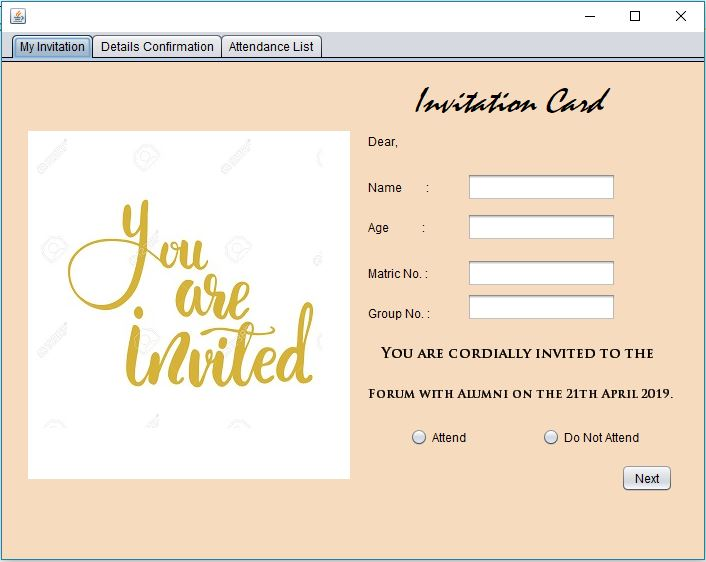 My Invitation Details Confirmation Attendance List
Invitation Card
Dear,
You
are
invited
Name :
Age :
Matric No. :
Group No. :
You are cordially invited to the
Forum with Alumni on the 21th April 2019.
Attend Do Not Attend
Next